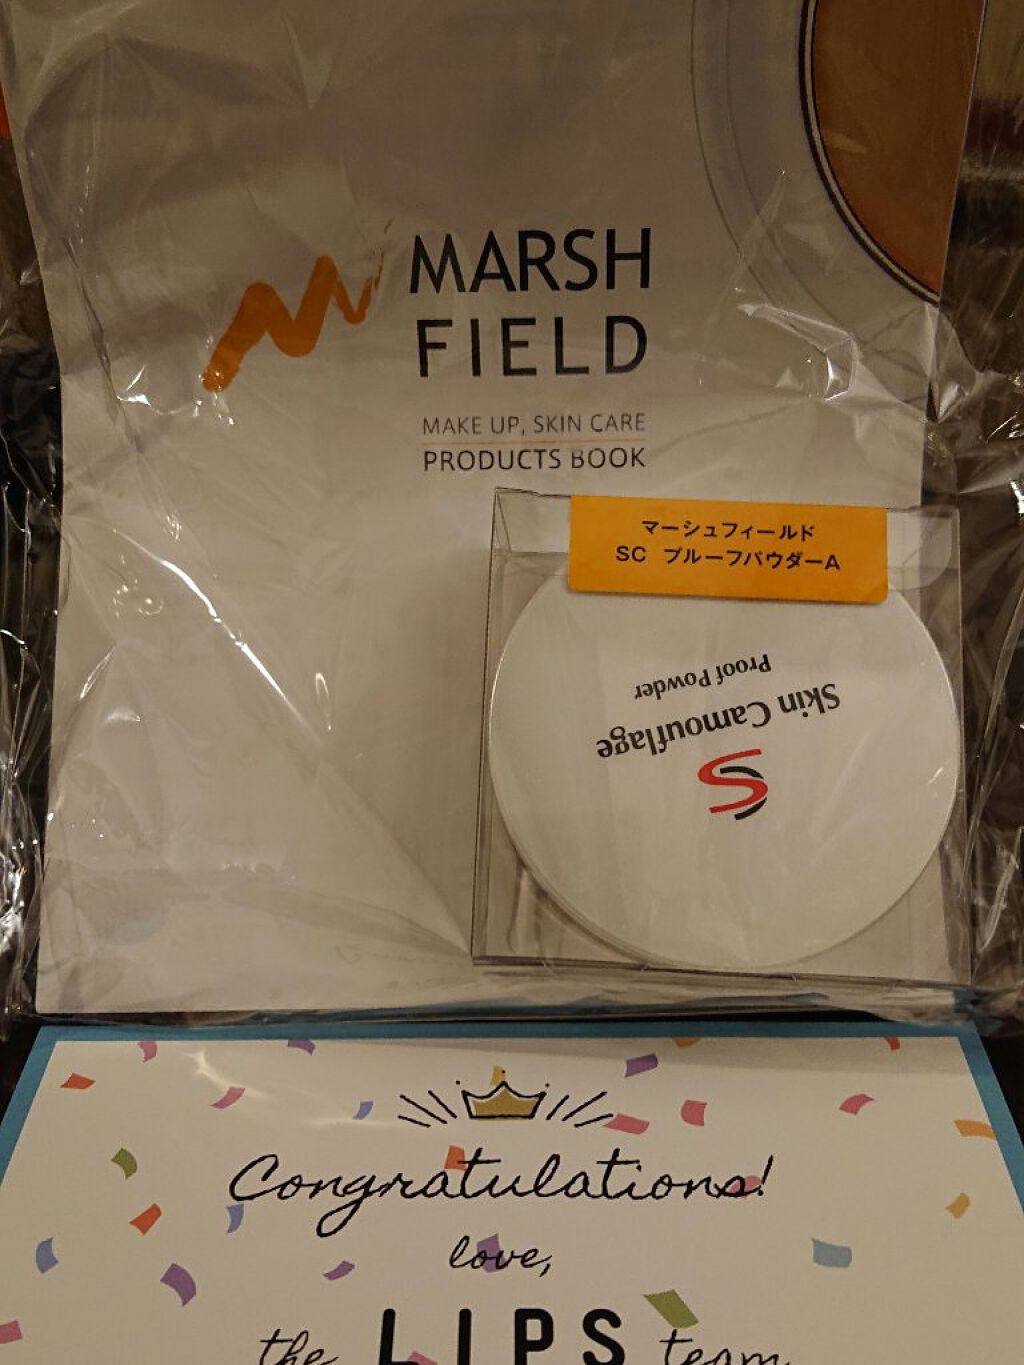 MARSH
FIELD
MAKE UP, SKIN CARE
PRODUCTS BOOK
マーシュフィールド
SC プルーフパウダーA
Skin Camouflage
Proof Powder
Congratulations!
love,
the LIPS team